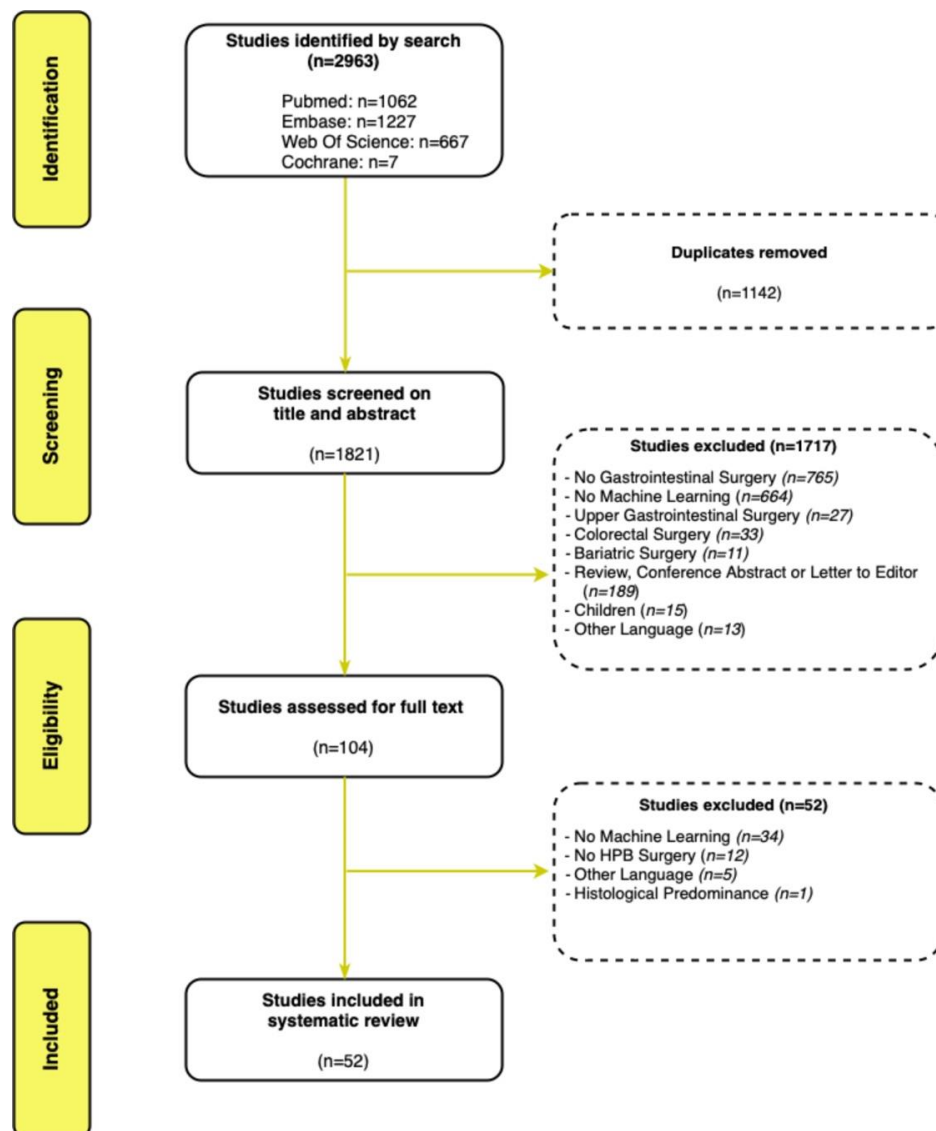 Identification
Studies identified by search
(n=2963)
Pubmed: n=1062
Embase: n=1227
Web Of Science: n=667
Cochrane: n=7
Duplicates removed
(n=1142)
Screening
Studies screened on
title and abstract
(n=1821)
Studies excluded (n=1717)
- No Gastrointestinal Surgery (n=765)
- No Machine Learning (n=664)
- Upper Gastrointestinal Surgery (n=27)
- Colorectal Surgery (n=33)
- Bariatric Surgery (n=11)
- Review, Conference Abstract or Letter to Editor
(n=189)
- Children (n=15)
- Other Language (n=13)
Eligibility
Studies assessed for full text
(n=104)
Studies excluded (n=52)
- No Machine Learning (n=34)
- No HPB Surgery (n=12)
- Other Language (n=5)
- Histological Predominance (n=1)
Included
Studies included in
systematic review
(n=52)